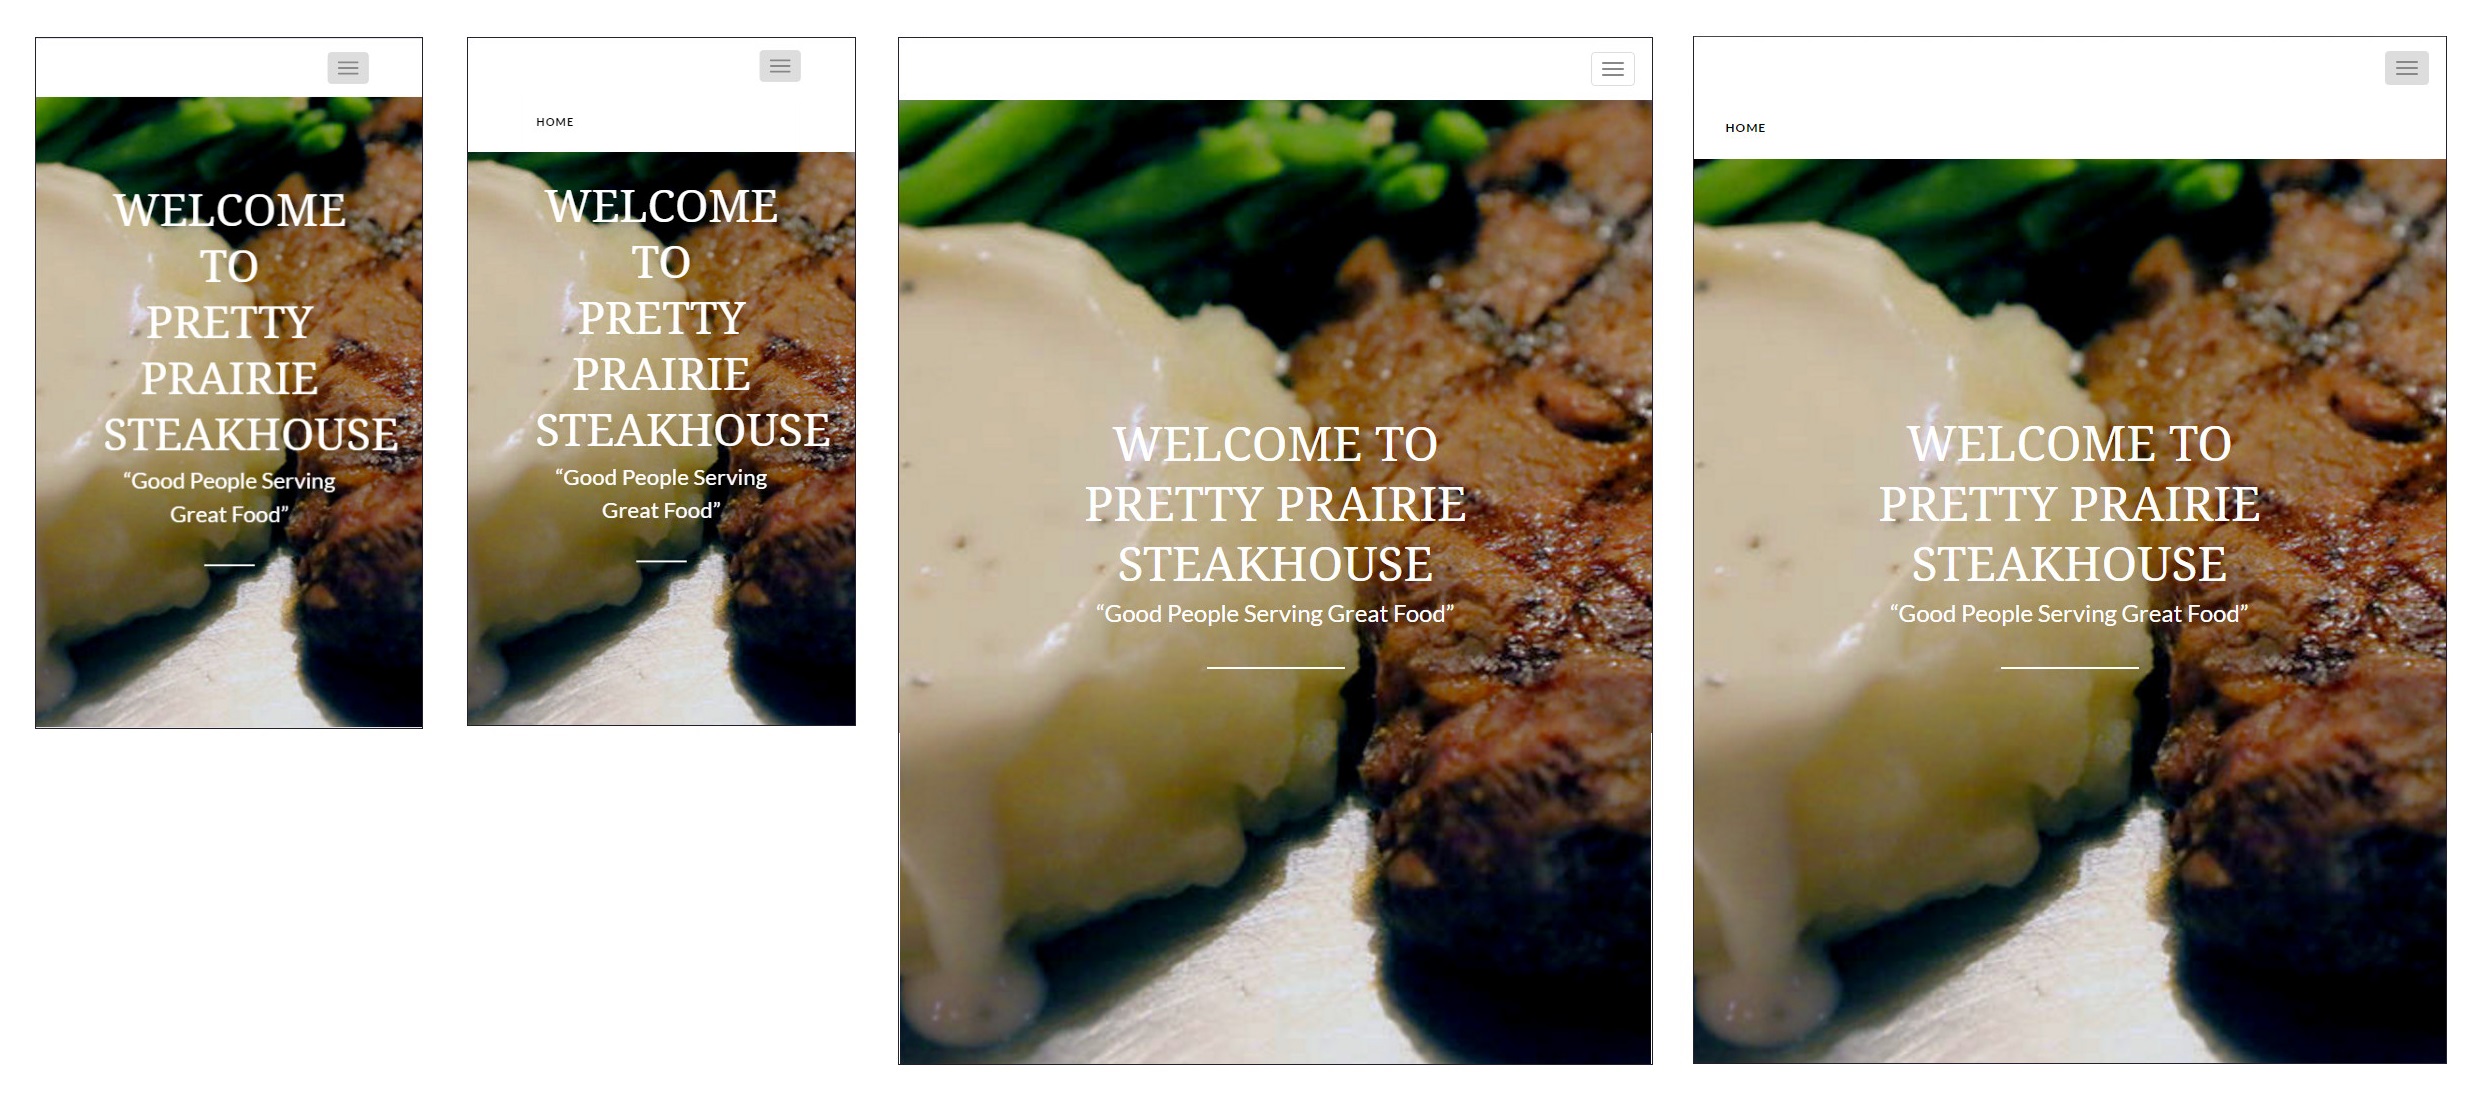 WELCOME
TO
PRETTY
PRAIRIE
STEAKHOUSE
“Good People Serving
Great Food”
HOME
WELCOME
TO
PRETTY
PRAIRIE
STEAKHOUSE
“Good People Serving
Great Food”
WELCOME TO
PRETTY PRAIRIE
STEAKHOUSE
“Good People Serving Great Food”
HOME
WELCOME TO
PRETTY PRAIRIE
STEAKHOUSE
“Good People Serving Great Food”